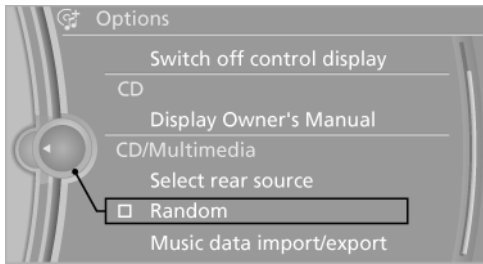 Options
Switch off control display
CD
Display Owner's Manual
CD/Multimedia
Select rear source
Random
Music data import/export